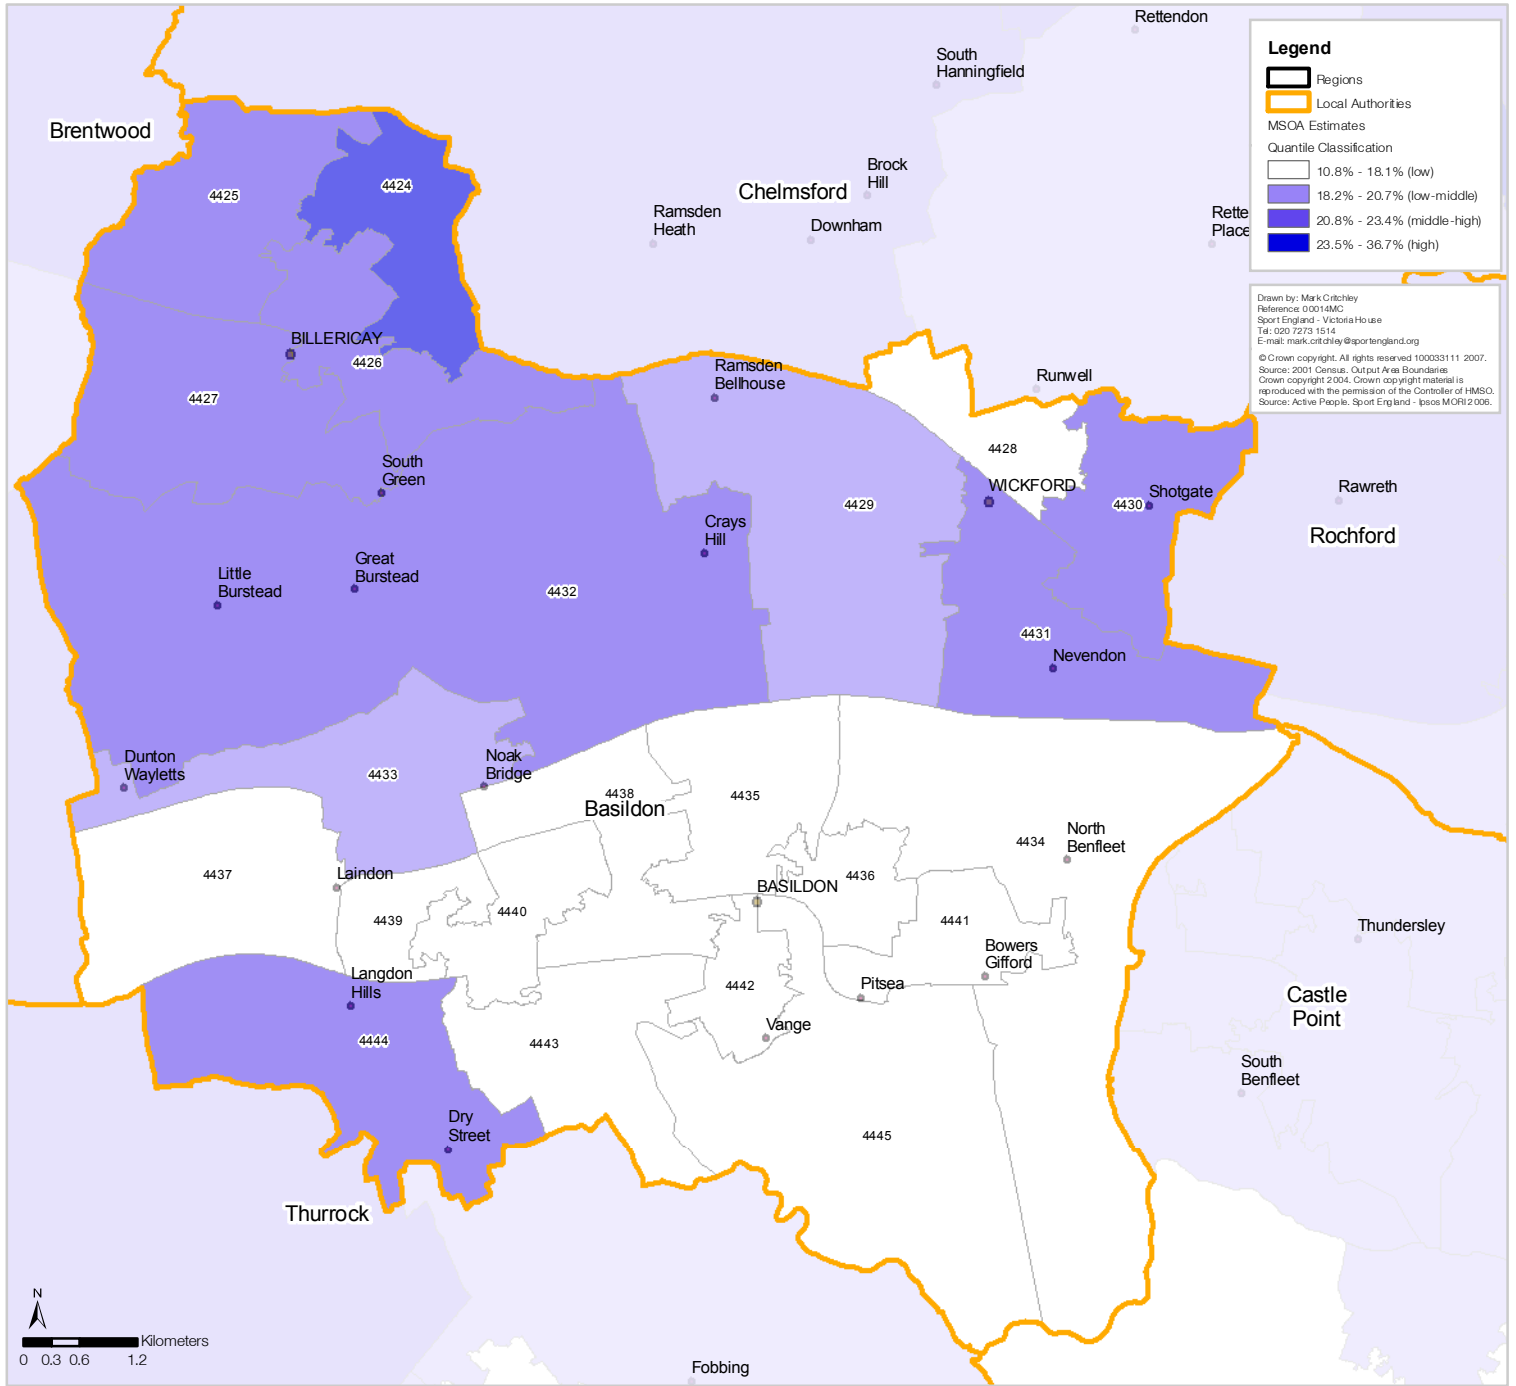 Rettendon
South
Hanningfield
Legend
Regions
Local Authorities
MSOA Estimates
Quantile Classification
10.8% - 18.1% (low)
18.2% - 20.7% (low-middle)
20.8% - 23.4% (middle-high)
23.5% - 36.7% (high)
Brentwood
Chelmsford
Brock
Hill
Ramsden
Heath
Downham
Rette
Place
4424
4425
Drawn by: Mark Critchley
Reference: 00014MC
Sport England - Victoria House
Tel: 020 7273 1514
E-mail: mark.critchley@sportengland.org
© Crown copyright. All rights reserved 100033111 2007.
Source: 2001 Census. Output Area Boundaries
Crown copyright 2004. Crown copyright material is
reproduced with the permission of the Controller of HMSO.
Source: Active People. Sport England - Ipsos MORI 2006.
BILLERICAY
4426
4427
Ramsden
Bellhouse
Runwell
4428
South
Green
WICKFORD
Shotgate
4430
4429
Rawreth
Rochford
Crays
Hill
Great
Burstead
Little
Burstead
4432
4431
Nevendon
Dunton
Wayletts
4433
Noak
Bridge
4438
Basildon
4435
4434
North
Benfleet
4437
Laindon
4436
BASILDON
4439
4440
4441
Thundersley
Bowers
Gifford
Langdon
Hills
4442
Pitsea
Castle
Point
Vange
4444
4443
South
Benfleet
Dry
Street
4445
Thurrock
N
Kilometers
0 0.3 0.6 1.2
Fobbing